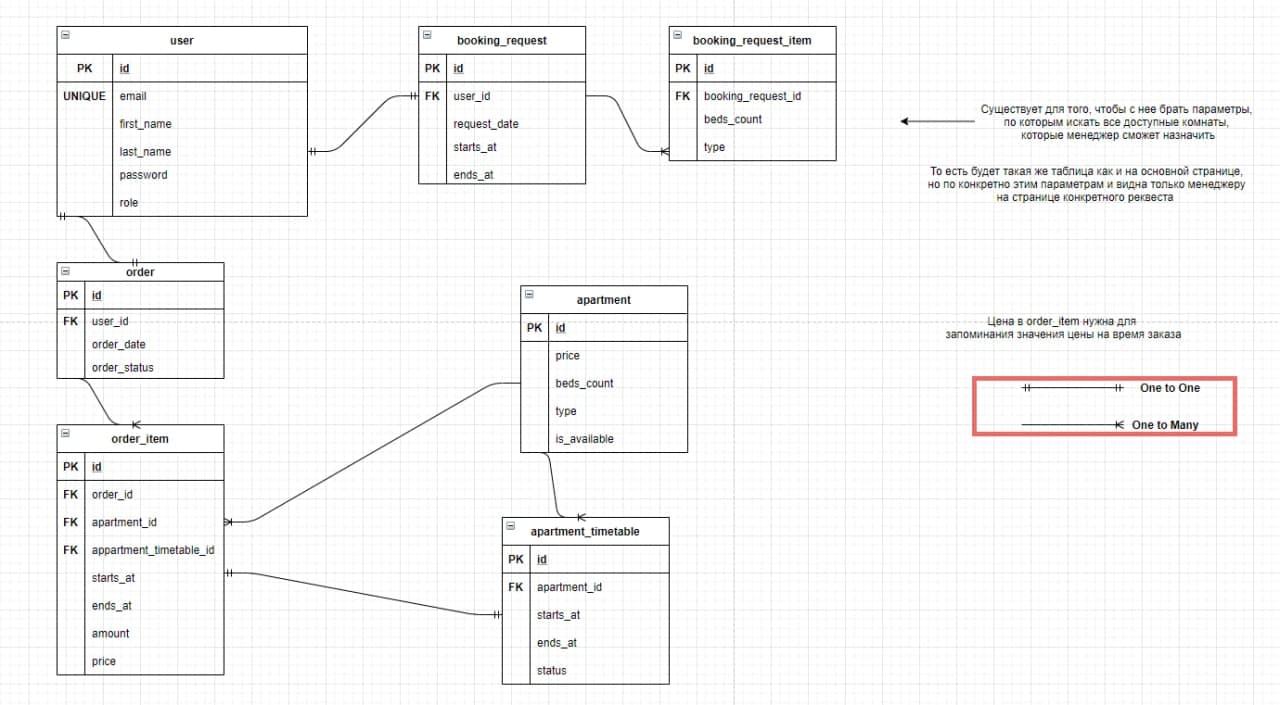 user
PK id
UNIQUE email
first_name
last_name
password
role
booking_request
PK id
FK user_id
request_date
starts_at
ends_at
booking_request_item
PK id
FK booking_request_id
beds_count
type
Существует для того, чтобы с нее брать параметры,
по которым искать все доступные комнаты,
которые менеджер сможет назначить
То есть будет такая же таблица как и на основной странице,
но по конкретно этим параметрам и видна только менеджеру
на странице конкретного реквеста
order
PK id
FK user_id
order_date
order_status
apartment
PK id
price
beds_count
type
is_available
Цена в order_item нужна для
запоминания значения цены на время заказа
One to One
One to Many
order_item
PK id
FK order_id
FK apartment_id
FK appartment_timetable_id
starts_at
ends_at
amount
price
apartment_timetable
PK id
FK apartment_id
starts_at
ends_at
status